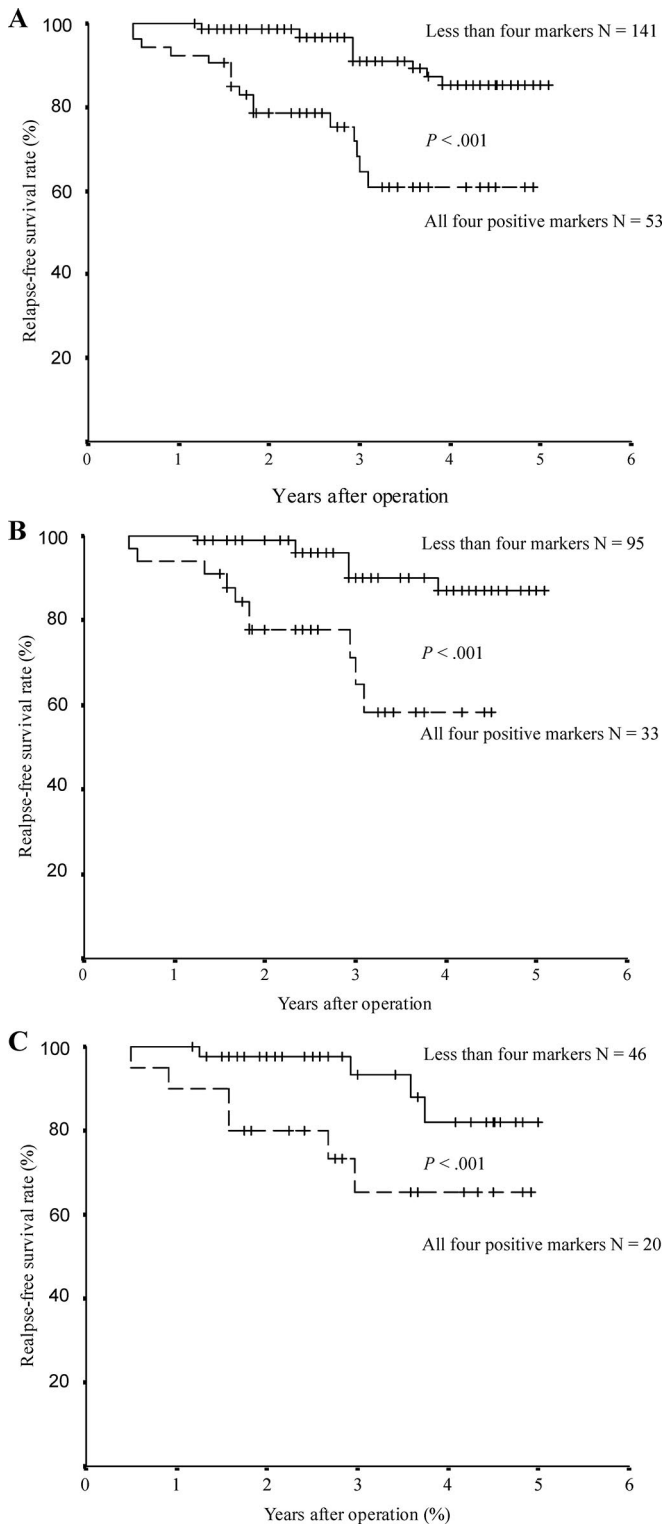 A
100
80
60
40
20
0 1 2 3 4 5 6
Relapse-free survival rate (%)
Less than four markers N = 141
P < .001
All four positive markers N = 53
Years after operation
B
100
80
60
40
20
0 1 2 3 4 5 6
Realpse-free survival rate (%)
Less than four markers N = 95
P < .001
All four positive markers N = 33
Years after operation
C
100
80
60
40
20
0 1 2 3 4 5 6
Realpse-free survival rate (%)
Less than four markers N = 46
P < .001
All four positive markers N = 20
Years after operation (%)